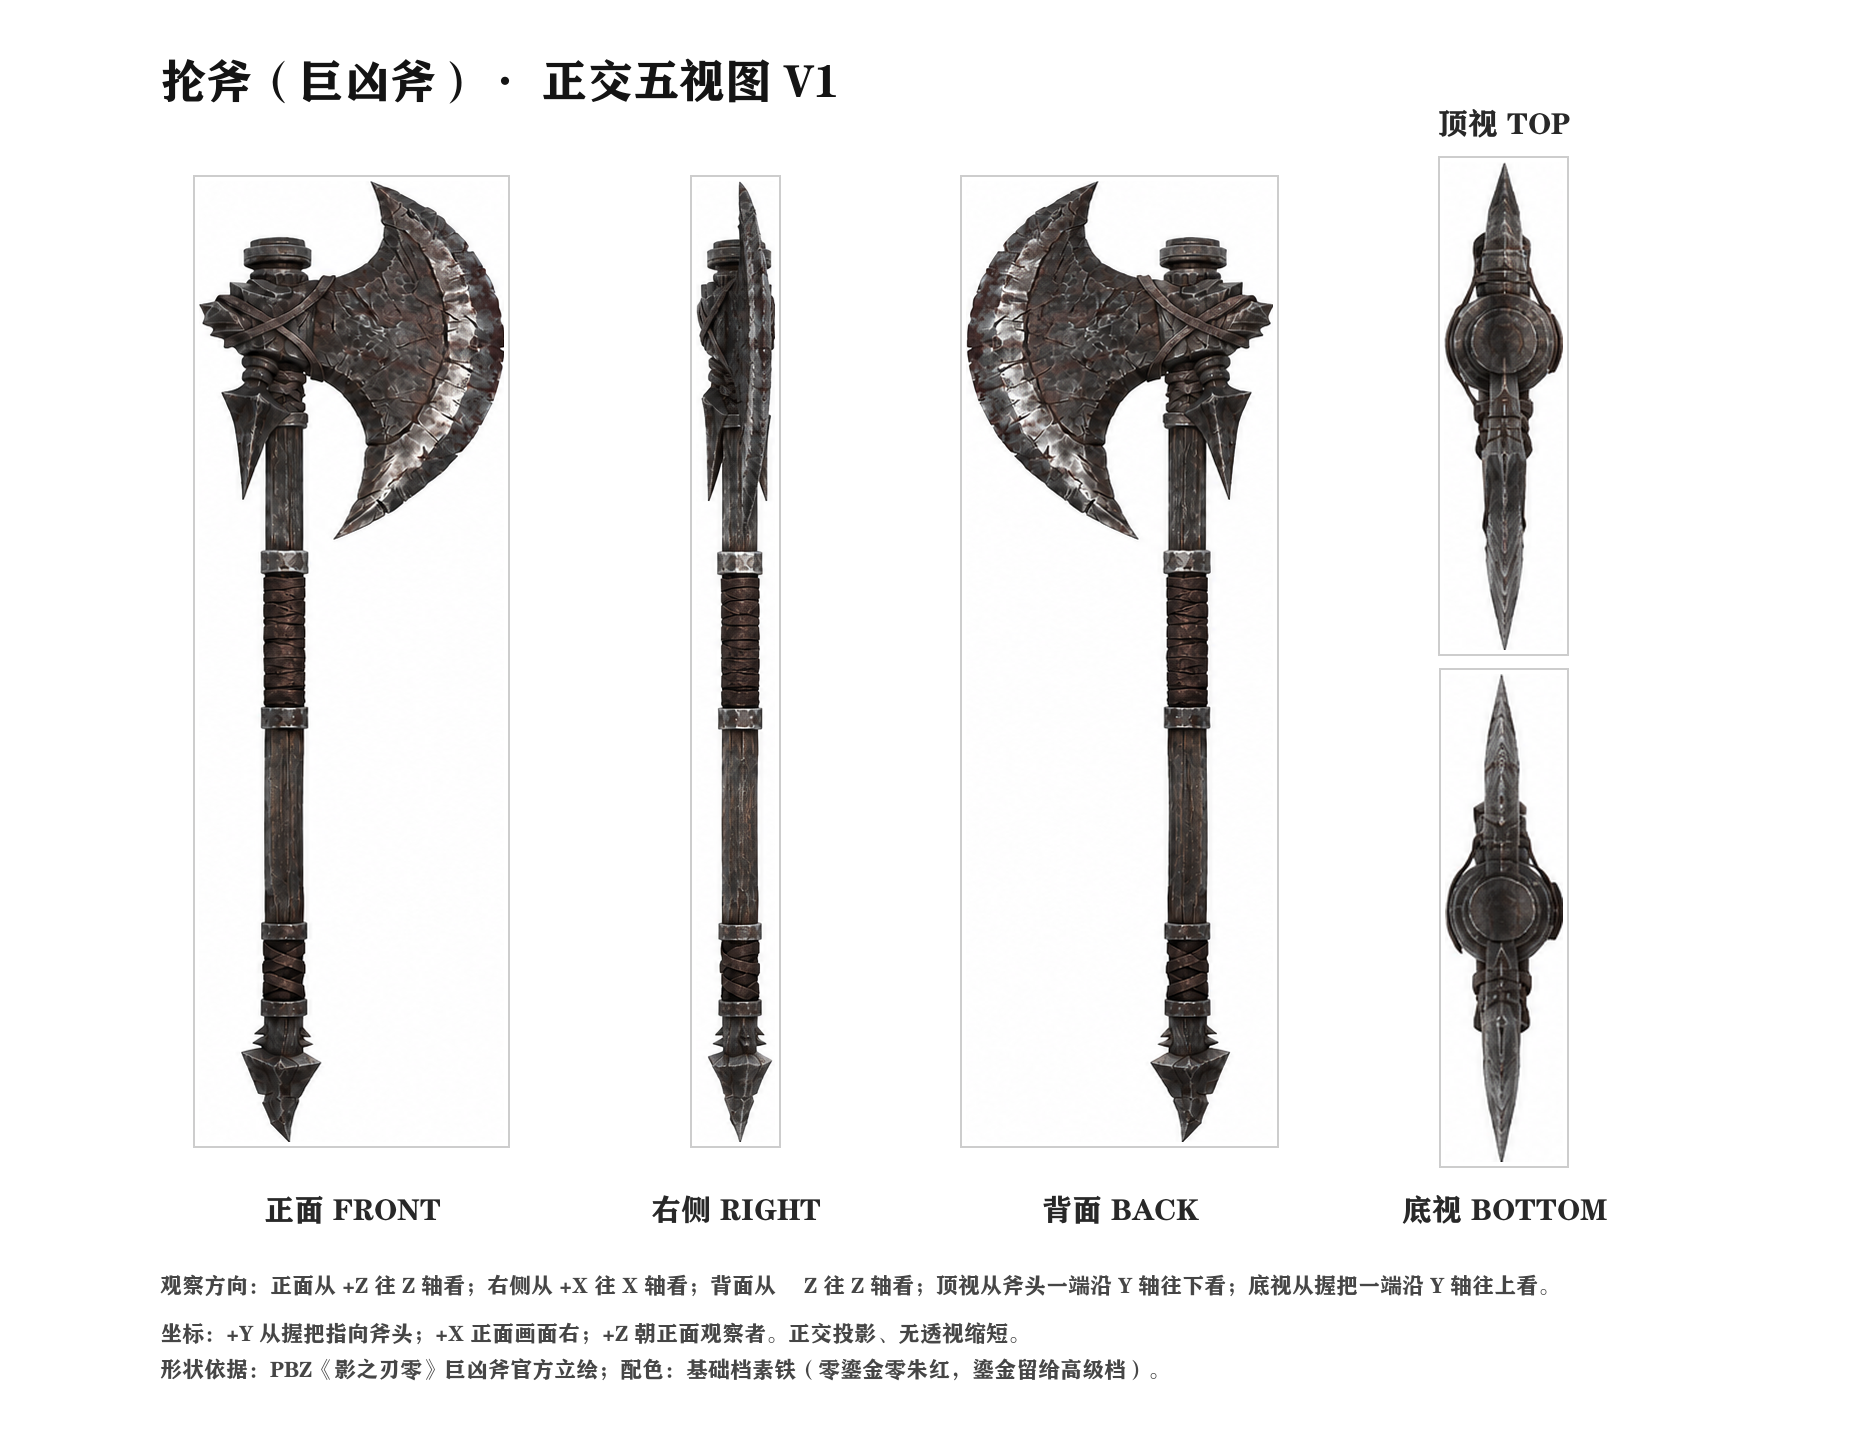 抡斧（巨凶斧）· 正交五视图 V1
顶视 TOP
正面 FRONT
右侧 RIGHT
背面 BACK
底视 BOTTOM
观察方向：正面从 +Z 往 Z 轴看；右侧从 +X 往 X 轴看；背面从 Z 往 Z 轴看；顶视从斧头一端沿 Y 轴往下看；底视从握把一端沿 Y 轴往上看。
坐标：+Y 从握把指向斧头；+X 正面画面右；+Z 朝正面观察者。正交投影、无透视缩短。
形状依据：PBZ《影之刃零》巨凶斧官方立绘；配色：基础档素铁（零鎏金零朱红，鎏金留给高级档）。